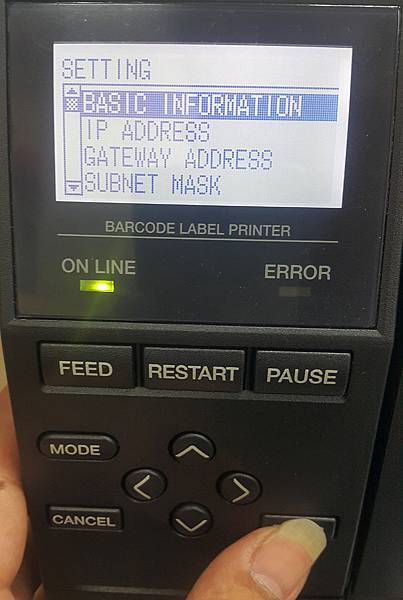 SETTING
BASIC INFORMATION
IP ADDRESS
GATEWAY ADDRESS
SUBNET MASK
BARCODE LABEL PRINTER
ON LINE
ERROR
FEED
RESTART
PAUSE
MODE
CANCEL